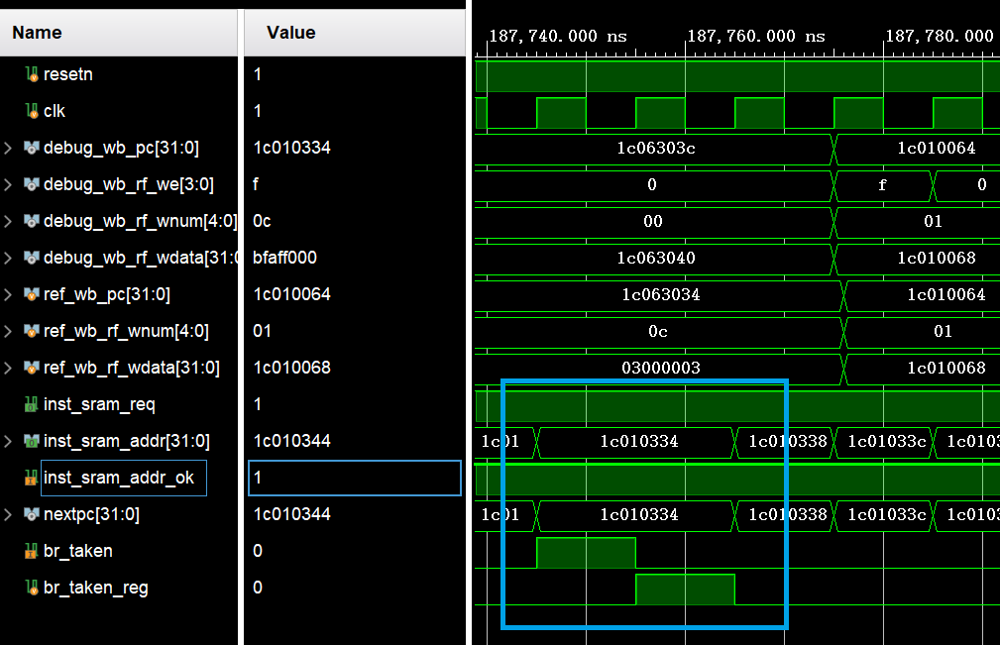 Name Value 187,740.000 ns 187,760.000 ns 187,780.000
resetn 1
clk 1
debug_wb_pc[31:0] 1c010334 1c06303c 1c010064
debug_wb_rf_we[3:0] f 0 f 0
debug_wb_rf_wnum[4:0] 0c 00 01
debug_wb_rf_wdata[31:0 bfaff000 1c063040 1c010068
ref_wb_pc[31:0] 1c010064 1c063034 1c010064
ref_wb_rf_wnum[4:0] 01 0c 01
ref_wb_rf_wdata[31:0] 1c010068 03000003 1c010068
inst_sram_req 1
inst_sram_addr[31:0] 1c010344 1c01 1c010334 1c010338 1c01033c 1c0103
inst_sram_addr_ok 1
nextpc[31:0] 1c010344 1c01 1c010334 1c010338 1c01033c 1c0103
br_taken 0
br_taken_reg 0